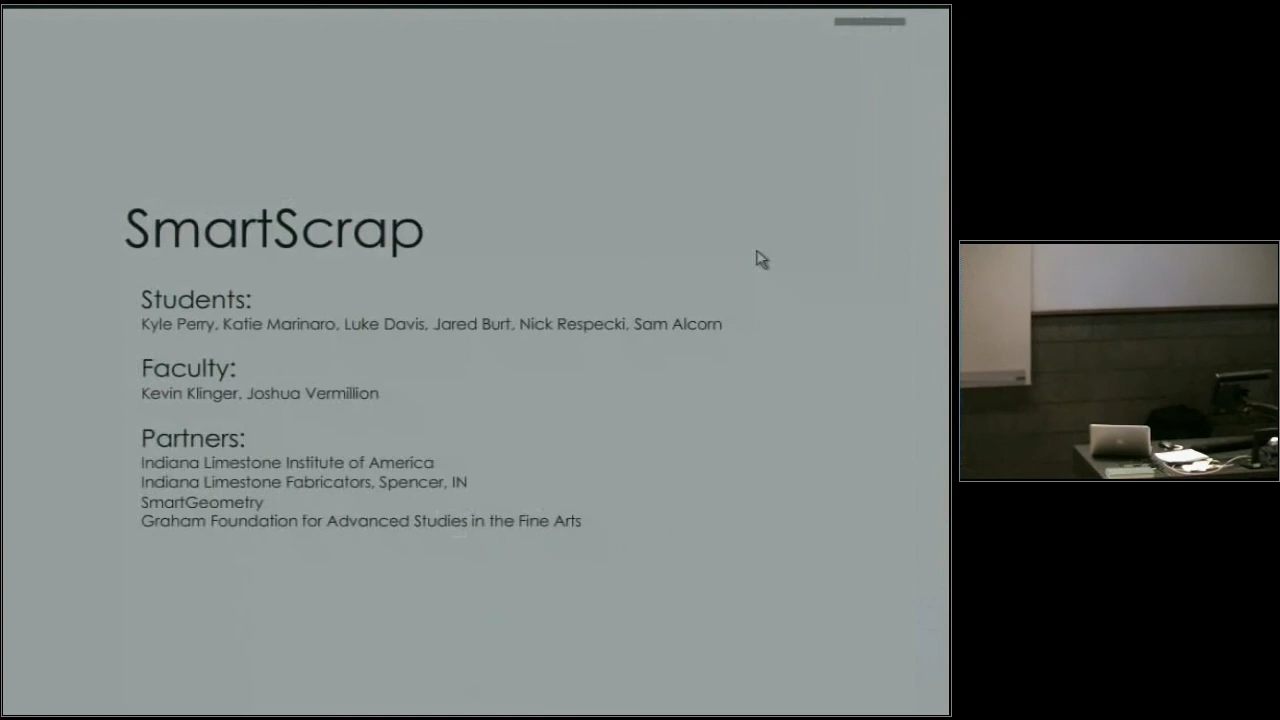 SmartScrap
Students:
Kyle Perry, Katie Marinaro, Luke Davis, Jared Burt, Nick Respecki, Sam Alcorn
Faculty:
Kevin Klinger, Joshua Vermillion
Partners:
Indiana Limestone Institute of America
Indiana Limestone Fabricators, Spencer, IN
SmartGeometry
Graham Foundation for Advanced Studies in the Fine Arts